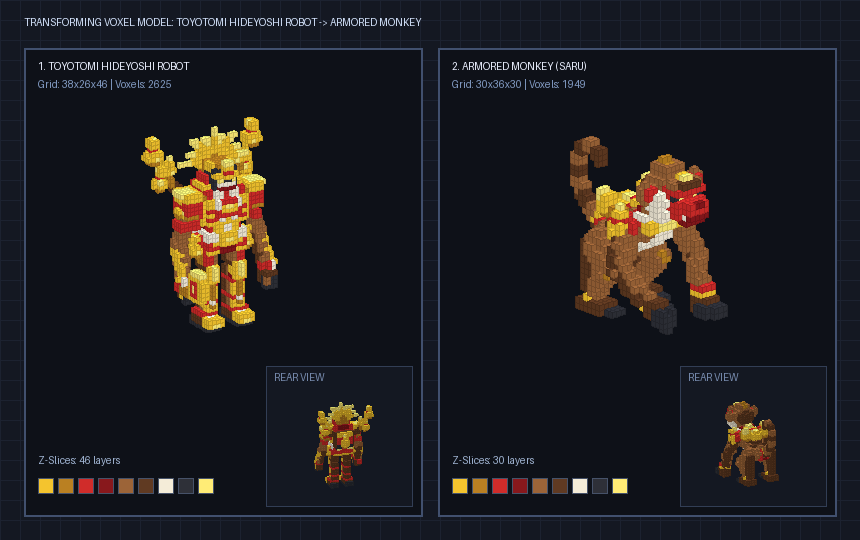 TRANSFORMING VOXEL MODEL: TOYOTOMI HIDEYOSHI ROBOT -> ARMORED MONKEY
1. TOYOTOMI HIDEYOSHI ROBOT
Grid: 38x26x46 | Voxels: 2625
REAR VIEW
Z-Slices: 46 layers
2. ARMORED MONKEY (SARU)
Grid: 30x36x30 | Voxels: 1949
REAR VIEW
Z-Slices: 30 layers